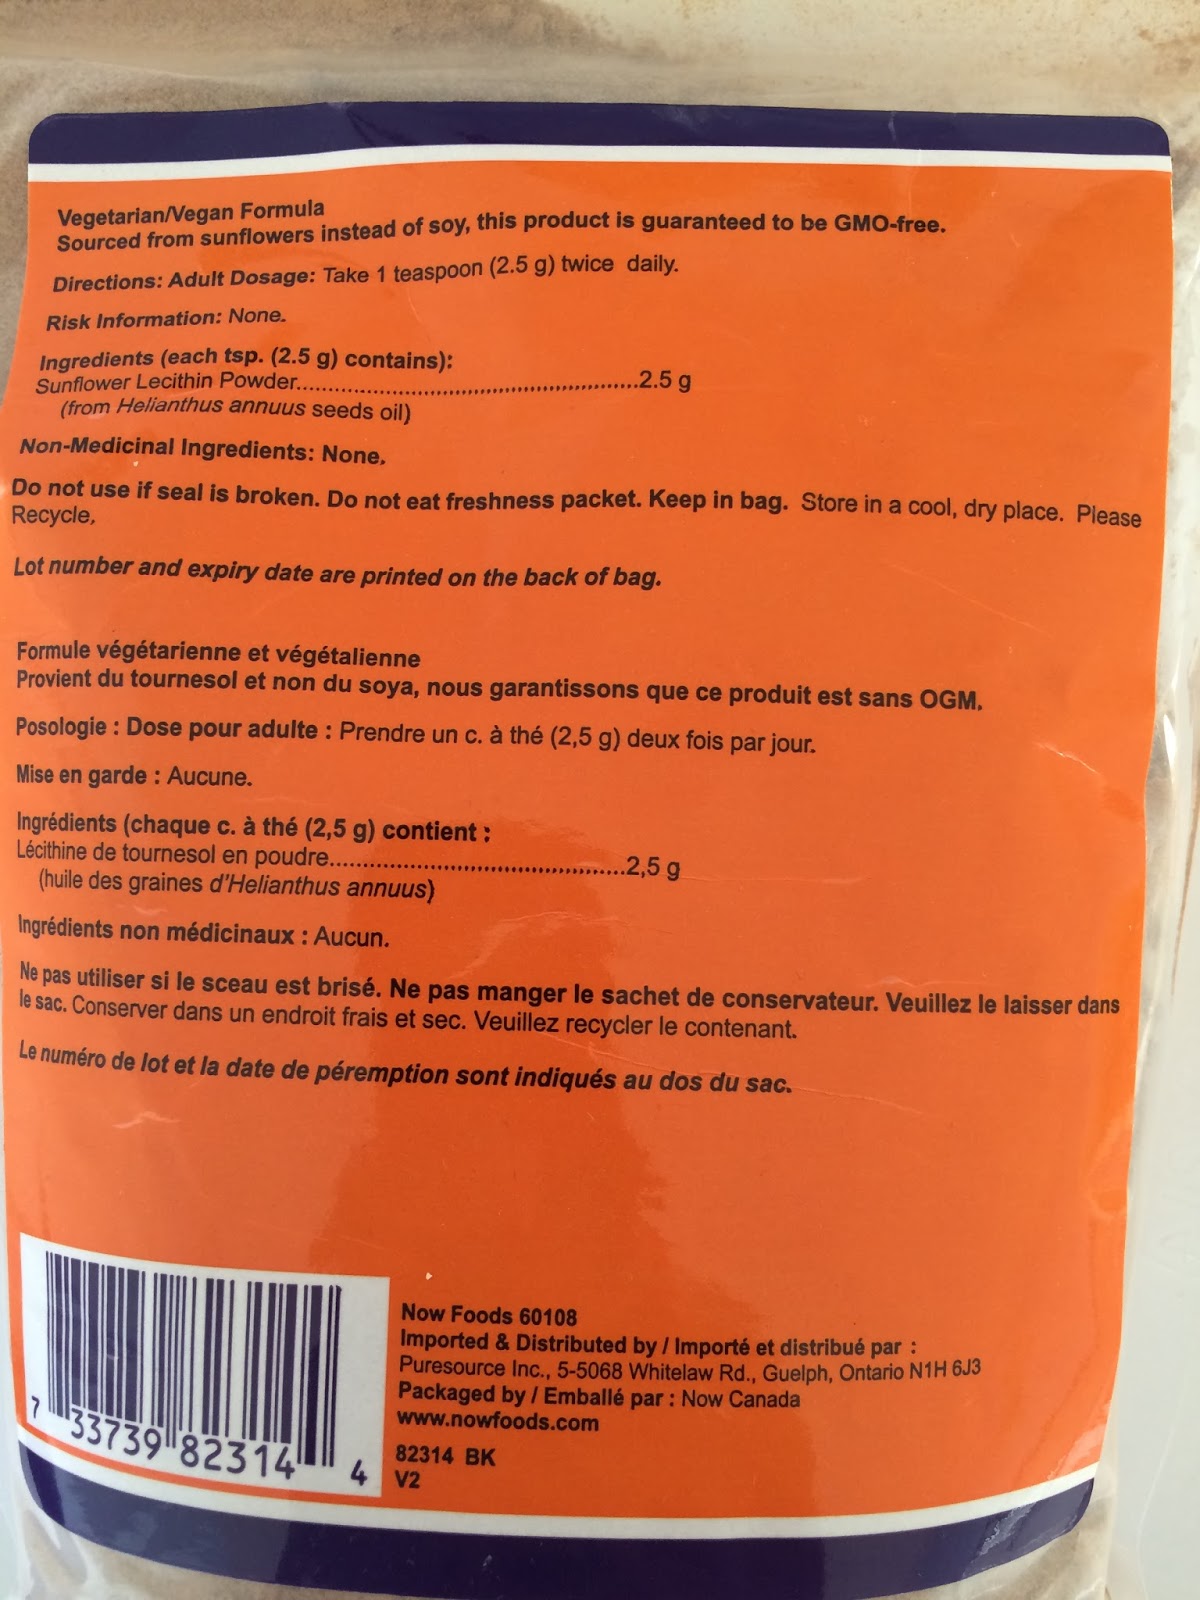 Vegetarian/Vegan Formula
Sourced from sunflowers instead of soy, this product is guaranteed to be GMO-free.
Directions: Adult Dosage: Take 1 teaspoon (2.5 g) twice daily.
Risk Information: None.
Ingredients (each tsp. (2.5 g) contains):
Sunflower Lecithin Powder..................................................2.5 g
(from Helianthus annuus seeds oil)
Non-Medicinal Ingredients: None.
Do not use if seal is broken. Do not eat freshness packet. Keep in bag. Store in a cool, dry place. Please
Recycle.
Lot number and expiry date are printed on the back of bag.
Formule végétarienne et végétalienne
Provient du tournesol et non du soya, nous garantissons que ce produit est sans OGM.
Posologie : Dose pour adulte : Prendre un c. à thé (2,5 g) deux fois par jour.
Mise en garde : Aucune.
Ingrédients (chaque c. à thé (2,5 g) contient :
Lécithine de tournesol en poudre...........................................2,5 g
(huile des graines d'Helianthus annuus)
Ingrédients non médicinaux : Aucun.
Ne pas utiliser si le sceau est brisé. Ne pas manger le sachet de conservateur. Veuillez le laisser dans
le sac. Conserver dans un endroit frais et sec. Veuillez recycler le contenant.
Le numéro de lot et la date de péremption sont indiqués au dos du sac.
7 33739 82314 4
Now Foods 60108
Imported & Distributed by / Importé et distribué par :
Puresource Inc., 5-5068 Whitelaw Rd., Guelph, Ontario N1H 6J3
Packaged by / Emballé par : Now Canada
www.nowfoods.com
82314 BK
V2